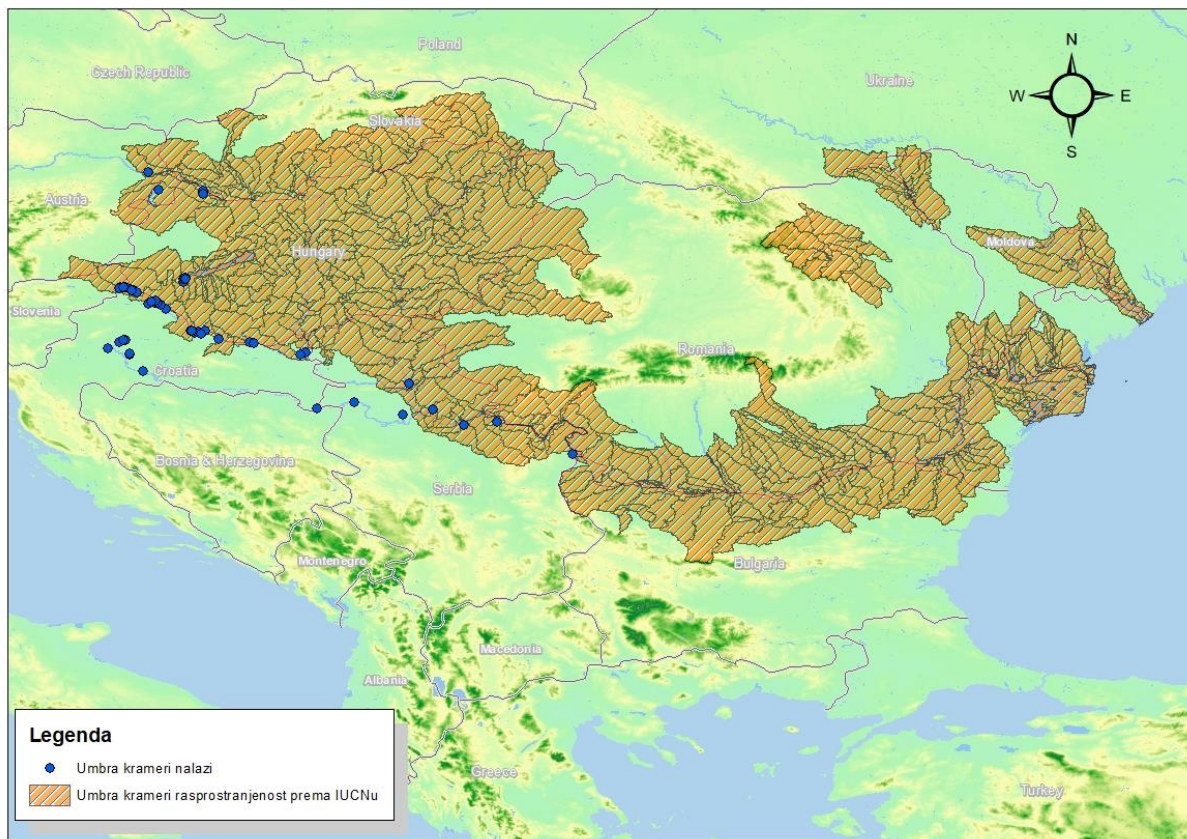 Poland
Czech Republic
Ukraine
N
W
E
S
Slovakia
Austria
Hungary
Moldova
Slovenia
Romania
Croatia
Bosnia & Herzegovina
Serbia
Montenegro
Bulgaria
Macedonia
Albania
Greece
Turkey
Legenda
Umbra krameri nalazi
Umbra krameri rasprostranjenost prema IUCNu